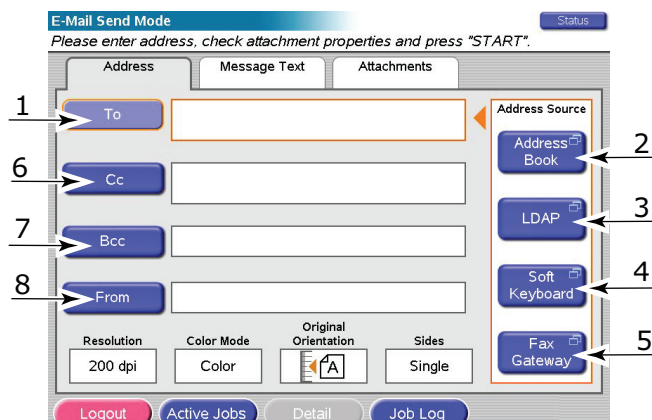 E-Mail Send Mode
Status
Please enter address, check attachment properties and press "START".
Address
Message Text
Attachments
1
To
Address Source
Address
Book
2
6
Cc
LDAP
3
7
Bcc
Soft
Keyboard
4
8
From
Fax
Gateway
5
Resolution
Color Mode
Original
Orientation
Sides
200 dpi
Color
A
Single
Logout
Active Jobs
Detail
Job Log